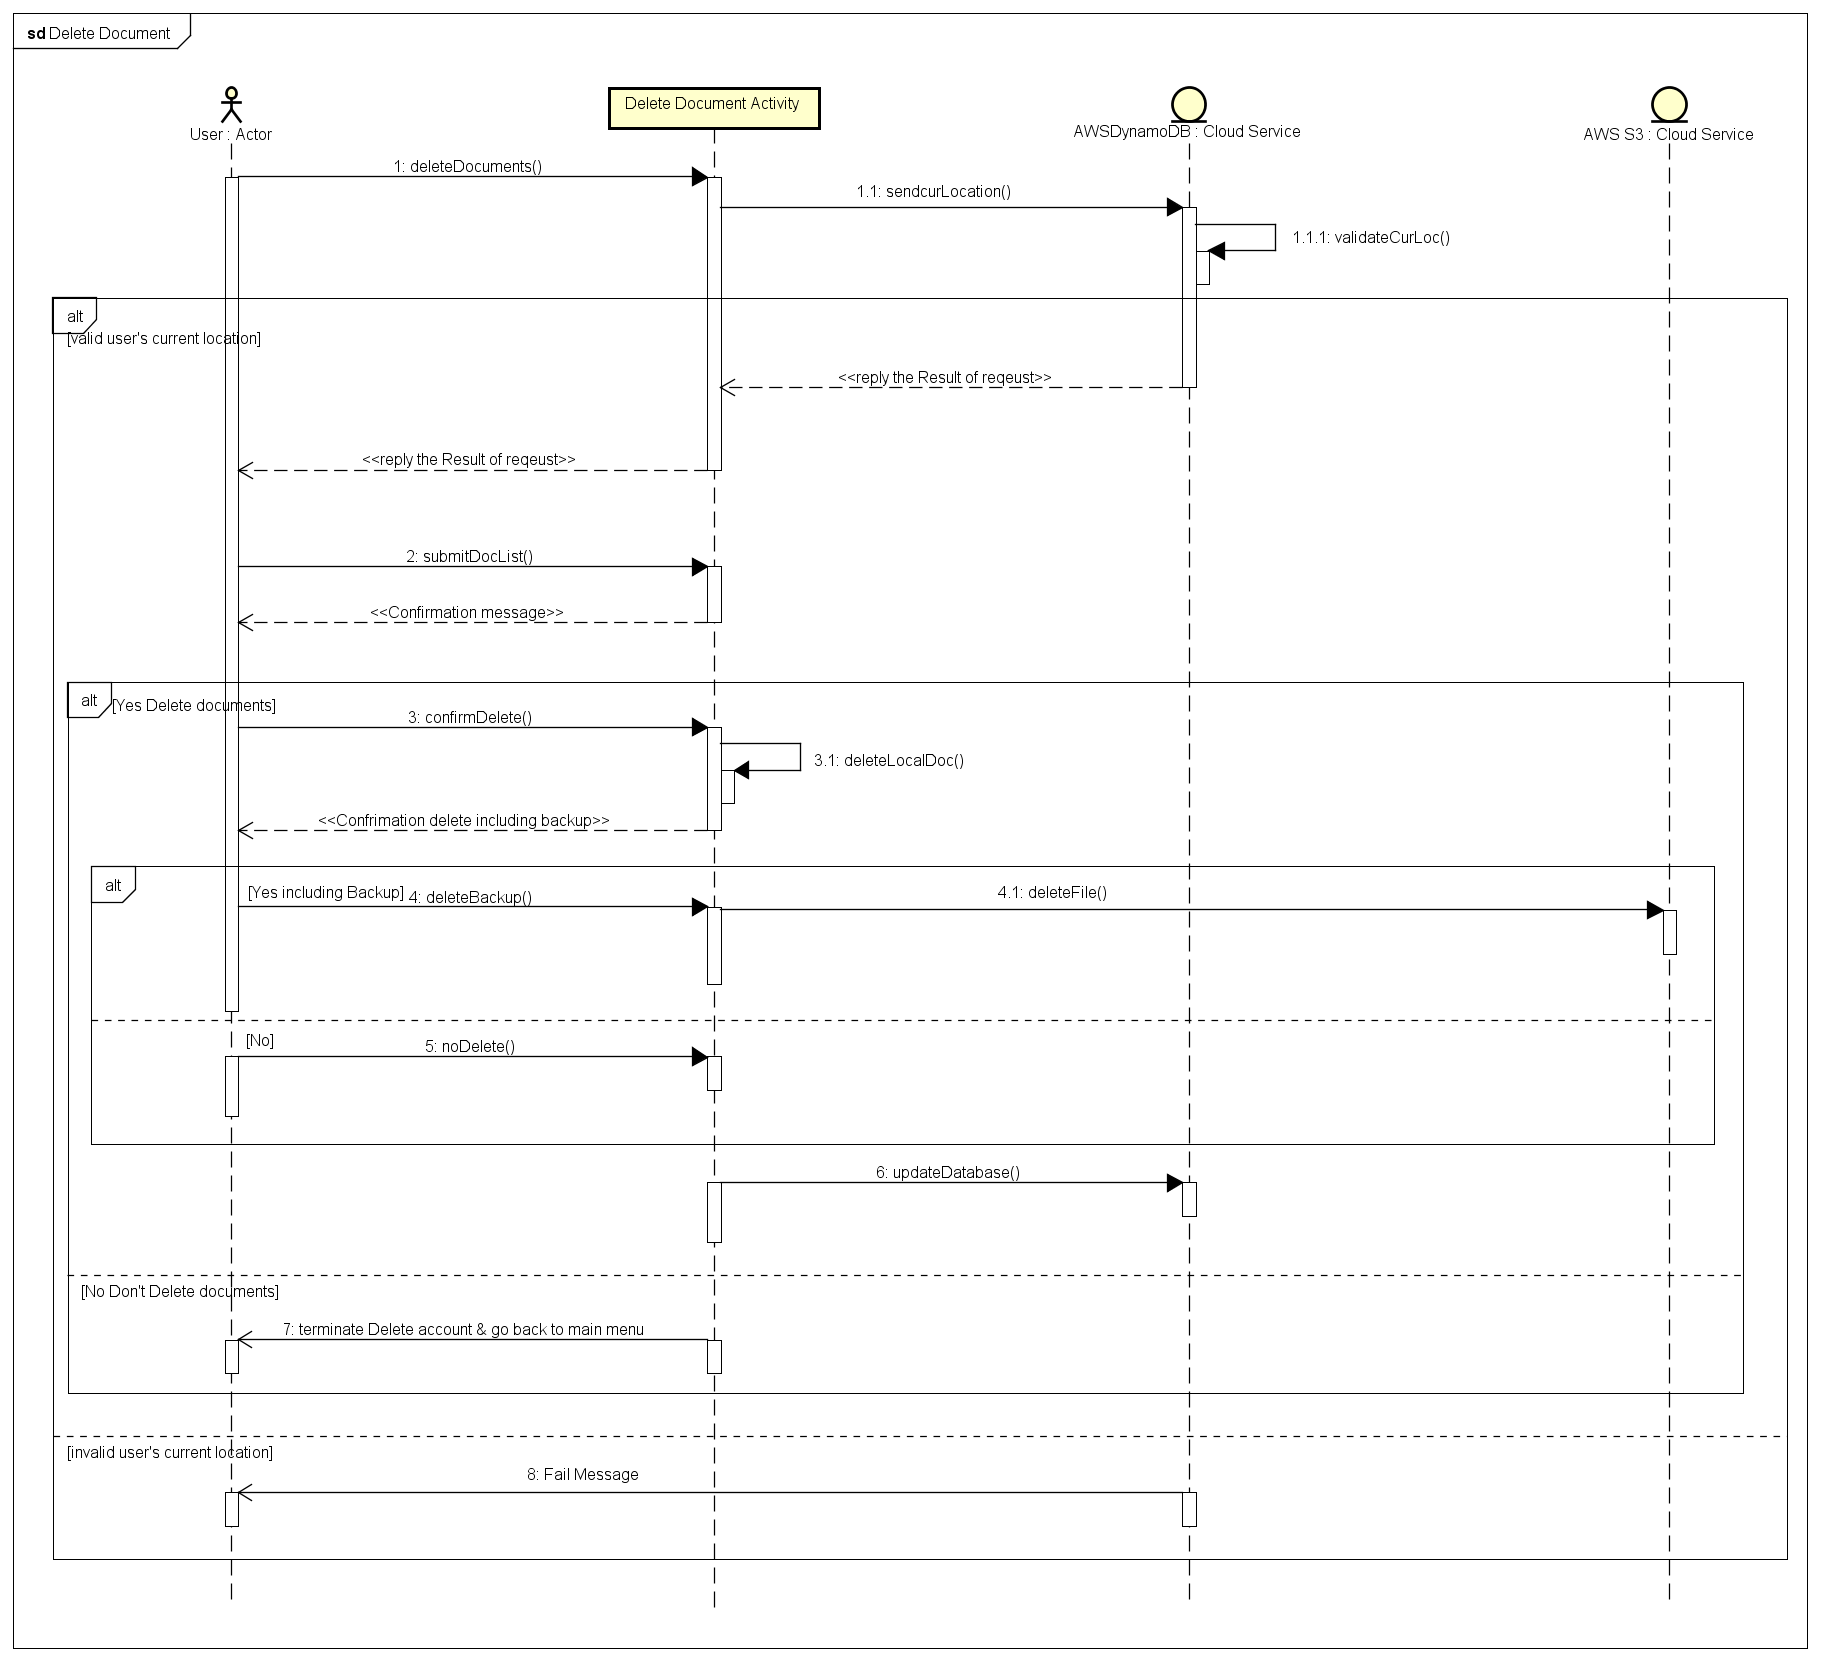 sd Delete Document
User : Actor
Delete Document Activity
AWSDynamoDB : Cloud Service
AWS S3 : Cloud Service
1: deleteDocuments()
1.1: sendcurLocation()
1.1.1: validateCurLoc()
alt
[valid user's current location]
<<reply the Result of reqeust>>
<<reply the Result of reqeust>>
2: submitDocList()
<<Confirmation message>>
alt
[Yes Delete documents]
3: confirmDelete()
3.1: deleteLocalDoc()
<<Confrimation delete including backup>>
alt
[Yes including Backup]
4: deleteBackup()
4.1: deleteFile()
[No]
5: noDelete()
6: updateDatabase()
[No Don't Delete documents]
7: terminate Delete account & go back to main menu
[invalid user's current location]
8: Fail Message